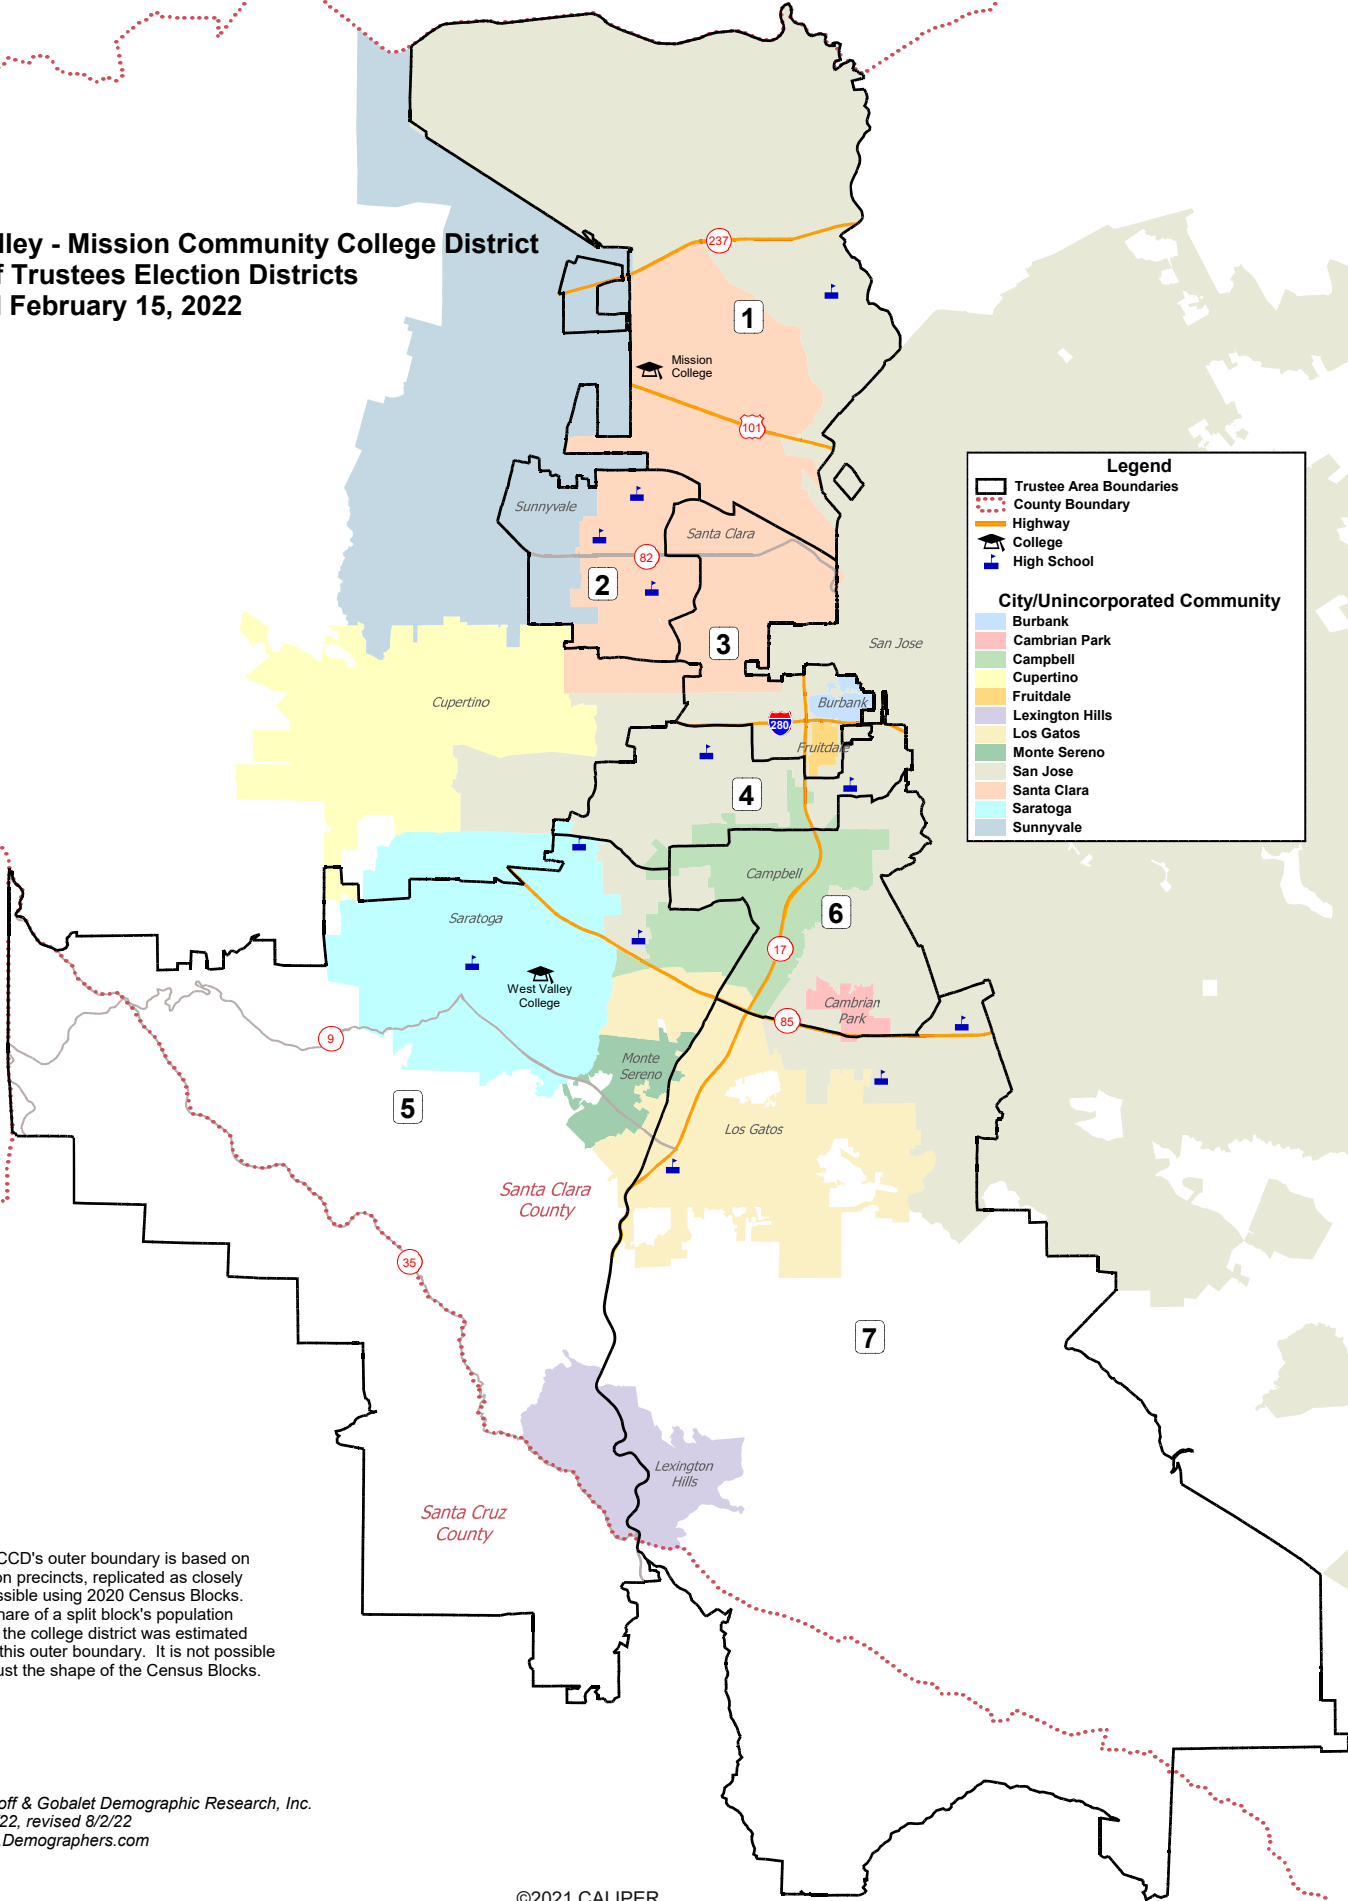 lley - Mission Community College District
f Trustees Election Districts
February 15, 2022
237
1
Mission
College
101
Sunnyvale
Santa Clara
82
2
3
San Jose
Cupertino
Burbank
280
Fruitdale
4
Campbell
6
Saratoga
17
West Valley
College
Cambrian
Park
85
9
Monte
Sereno
5
Los Gatos
Santa Clara
County
35
7
Lexington
Hills
Santa Cruz
County
Legend
Trustee Area Boundaries
County Boundary
Highway
College
High School
City/Unincorporated Community
Burbank
Cambrian Park
Campbell
Cupertino
Fruitdale
Lexington Hills
Los Gatos
Monte Sereno
San Jose
Santa Clara
Saratoga
Sunnyvale
CCD's outer boundary is based on
on precincts, replicated as closely
ssible using 2020 Census Blocks.
hare of a split block's population
the college district was estimated
this outer boundary. It is not possible
ust the shape of the Census Blocks.
off & Gobalet Demographic Research, Inc.
/22, revised 8/2/22
.Demographers.com
©2021 CALIPER